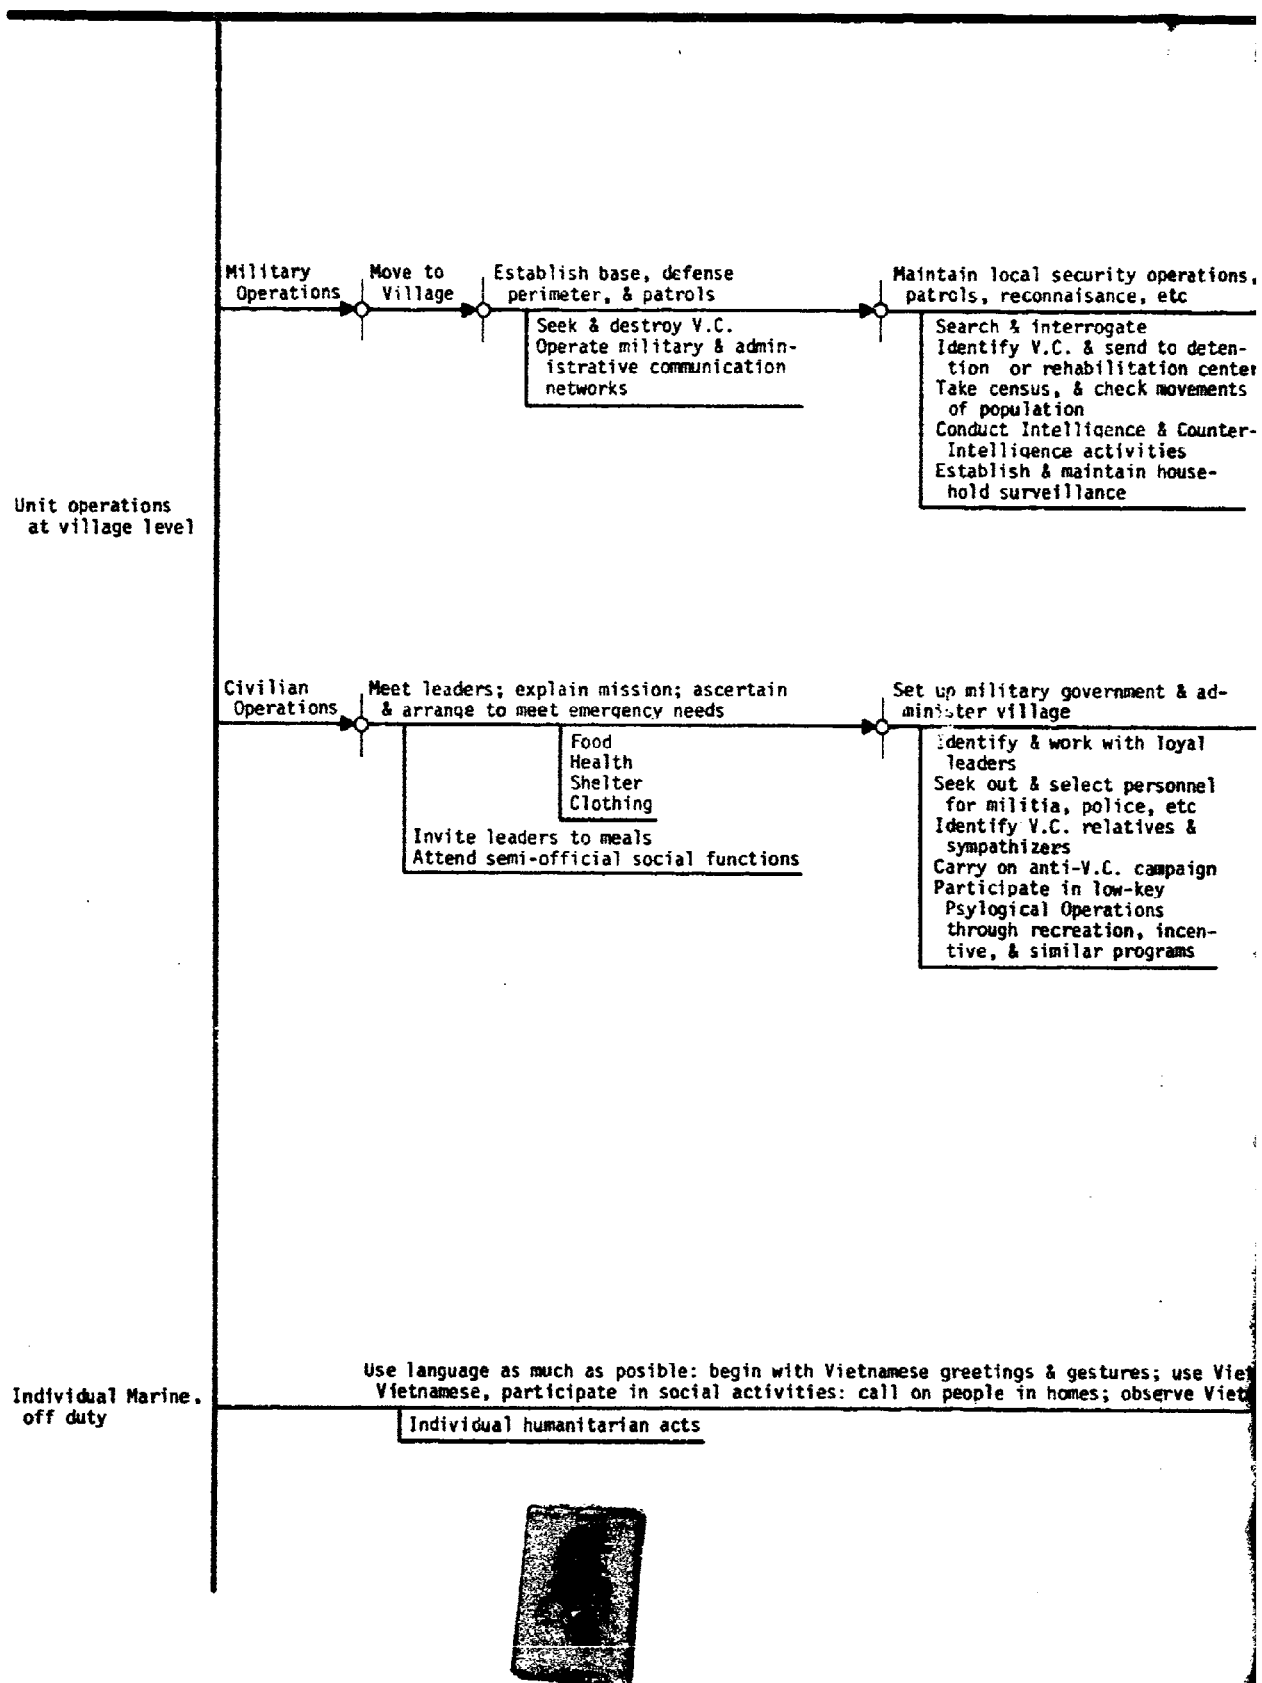 Military
Operations
Move to
Village
Establish base, defense
perimeter, & patrols
Seek & destroy V.C.
Operate military & admin-
istrative communication
networks
Maintain local security operations,
patrols, reconnaisance, etc
Search & interrogate
Identify V.C. & send to deten-
tion or rehabilitation center
Take census, & check movements
of population
Conduct Intelligence & Counter-
Intelligence activities
Establish & maintain house-
hold surveillance
Unit operations
at village level
Civilian
Operations
Meet leaders; explain mission; ascertain
& arrange to meet emergency needs
Food
Health
Shelter
Clothing
Invite leaders to meals
Attend semi-official social functions
Set up military government & ad-
minister village
Identify & work with loyal
leaders
Seek out & select personnel
for militia, police, etc
Identify V.C. relatives &
sympathizers
Carry on anti-V.C. campaign
Participate in low-key
Psylogical Operations
through recreation, incen-
tive, & similar programs
Individual Marine.
off duty
Use language as much as posible: begin with Vietnamese greetings & gestures; use Viet
Vietnamese, participate in social activities: call on people in homes; observe Viet
Individual humanitarian acts